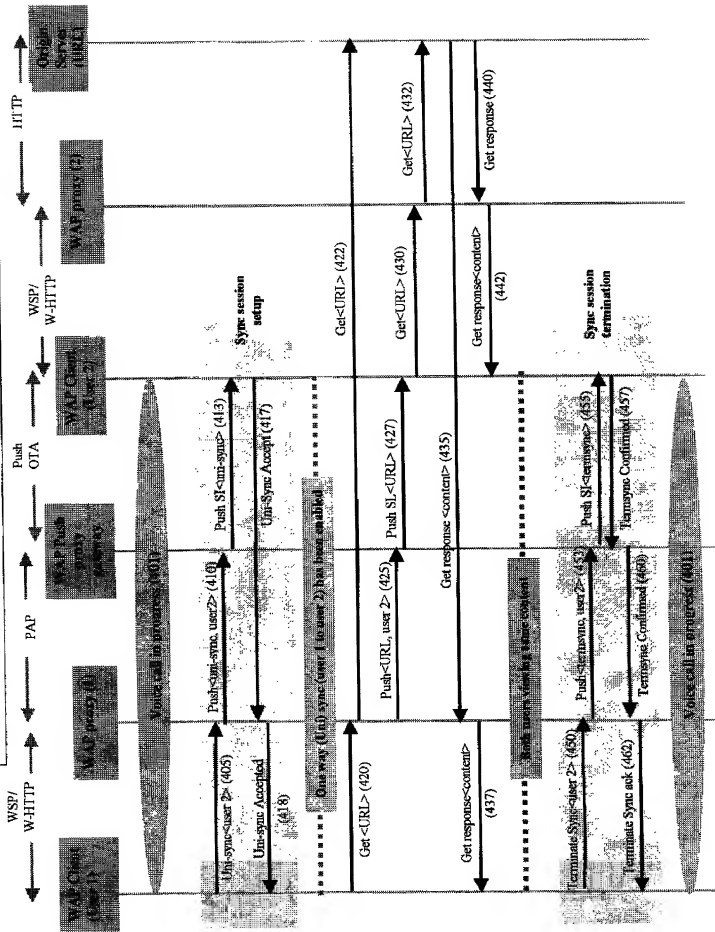 WSP/
W-HTTP
PAP
Push
OTA
WSP/
W-HTTP
HTTP
WAP Client
(User 1)
WAP proxy (1)
WAP Push
proxy
gateway
WAP Client
(User 2)
WAP proxy (2)
Origin
Server
(URL)
Voice call in progress (401)
Uni-sync<user 2> (405)
Push<uni-sync, user2> (410)
Push SI<uni-sync> (413)
Uni-Sync Accept (417)
Uni-sync Accepted
(418)
Sync session
setup
One way (Uni) sync (user 1 to user 2) has been enabled
Get <URL> (420)
Get<URL> (422)
Push<URL, user 2> (425)
Push SL<URL> (427)
Get<URL> (430)
Get<URL> (432)
Get response <content> (435)
Get response<content>
(437)
Get response (440)
Get response<content>
(442)
Both users viewing same content
Terminate Sync<user 2> (450)
Push<termsync, user2> (453)
Push SI<termsync> (455)
Termsync Confirmed (457)
Termsync Confirmed (460)
Terminate Sync ack (462)
Sync session
termination
Voice call in progress (401)